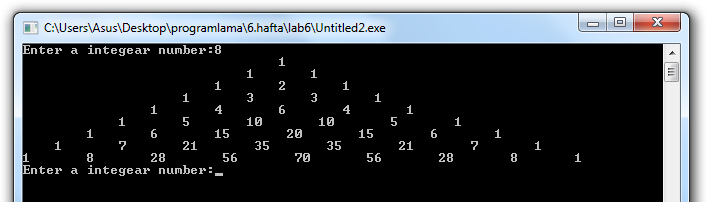 C:\Users\Asus\Desktop\programlama\6.hafta\lab6\Untitled2.exe
Enter a integear number:8
1
1 1
1 2 1
1 3 3 1
1 4 6 4 1
1 5 10 10 5 1
1 6 15 20 15 6 1
1 7 21 35 35 21 7 1
1 8 28 56 70 56 28 8 1
Enter a integear number:_